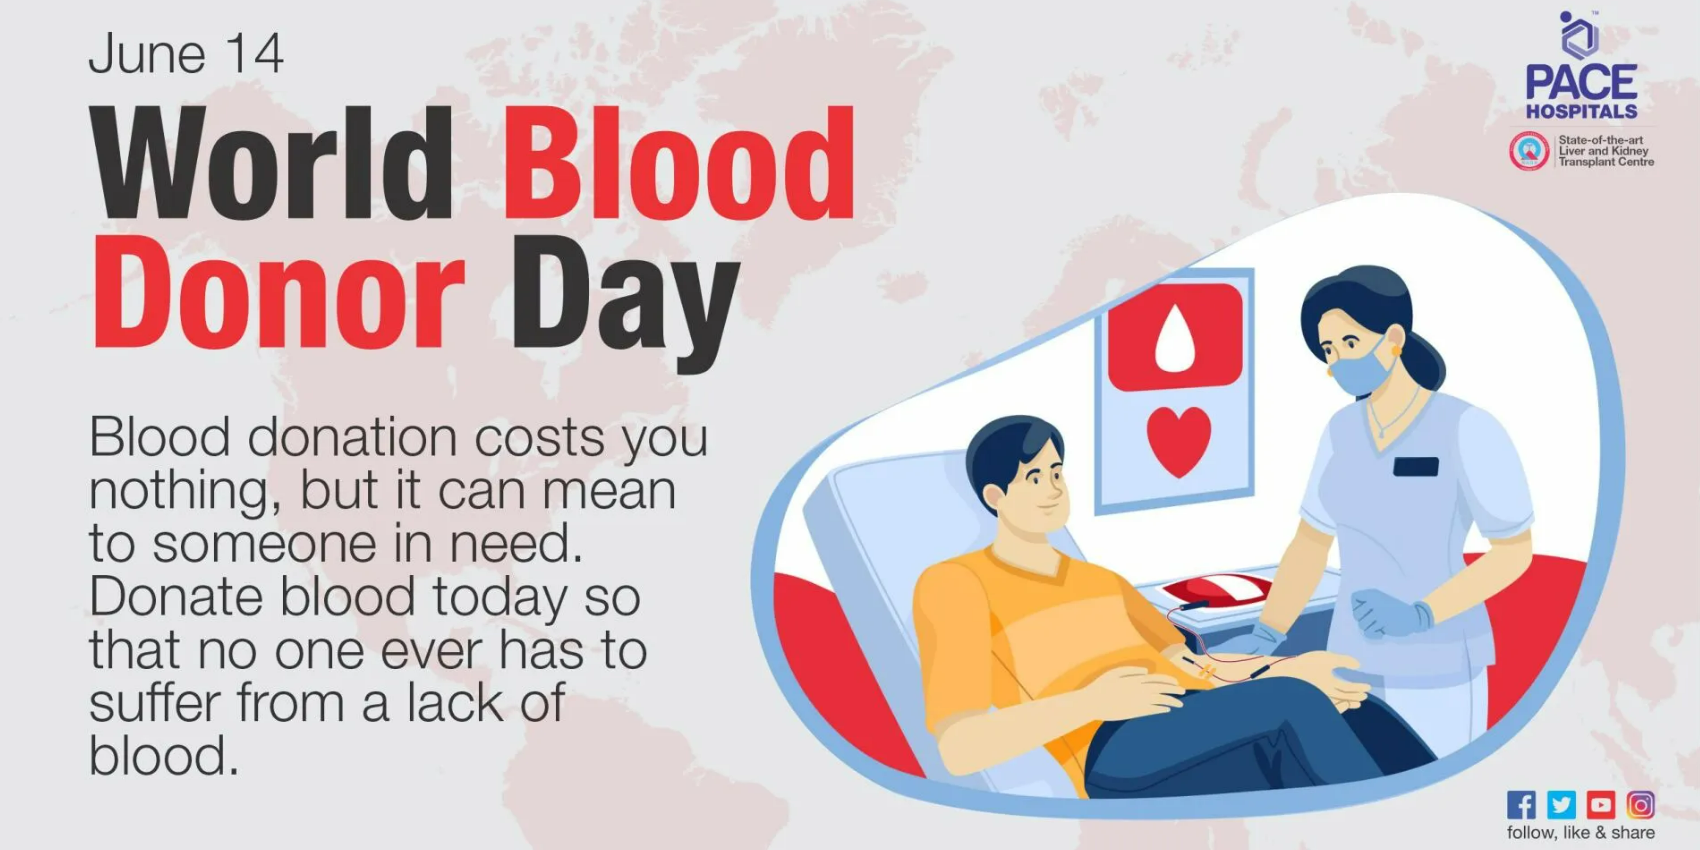 June 14
World Blood
Donor Day
Blood donation costs you
nothing, but it can mean
to someone in need.
Donate blood today so
that no one ever has to
suffer from a lack of
blood.
TM
PACE
HOSPITALS
State-of-the-art
Liver and Kidney
Transplant Centre
follow, like & share